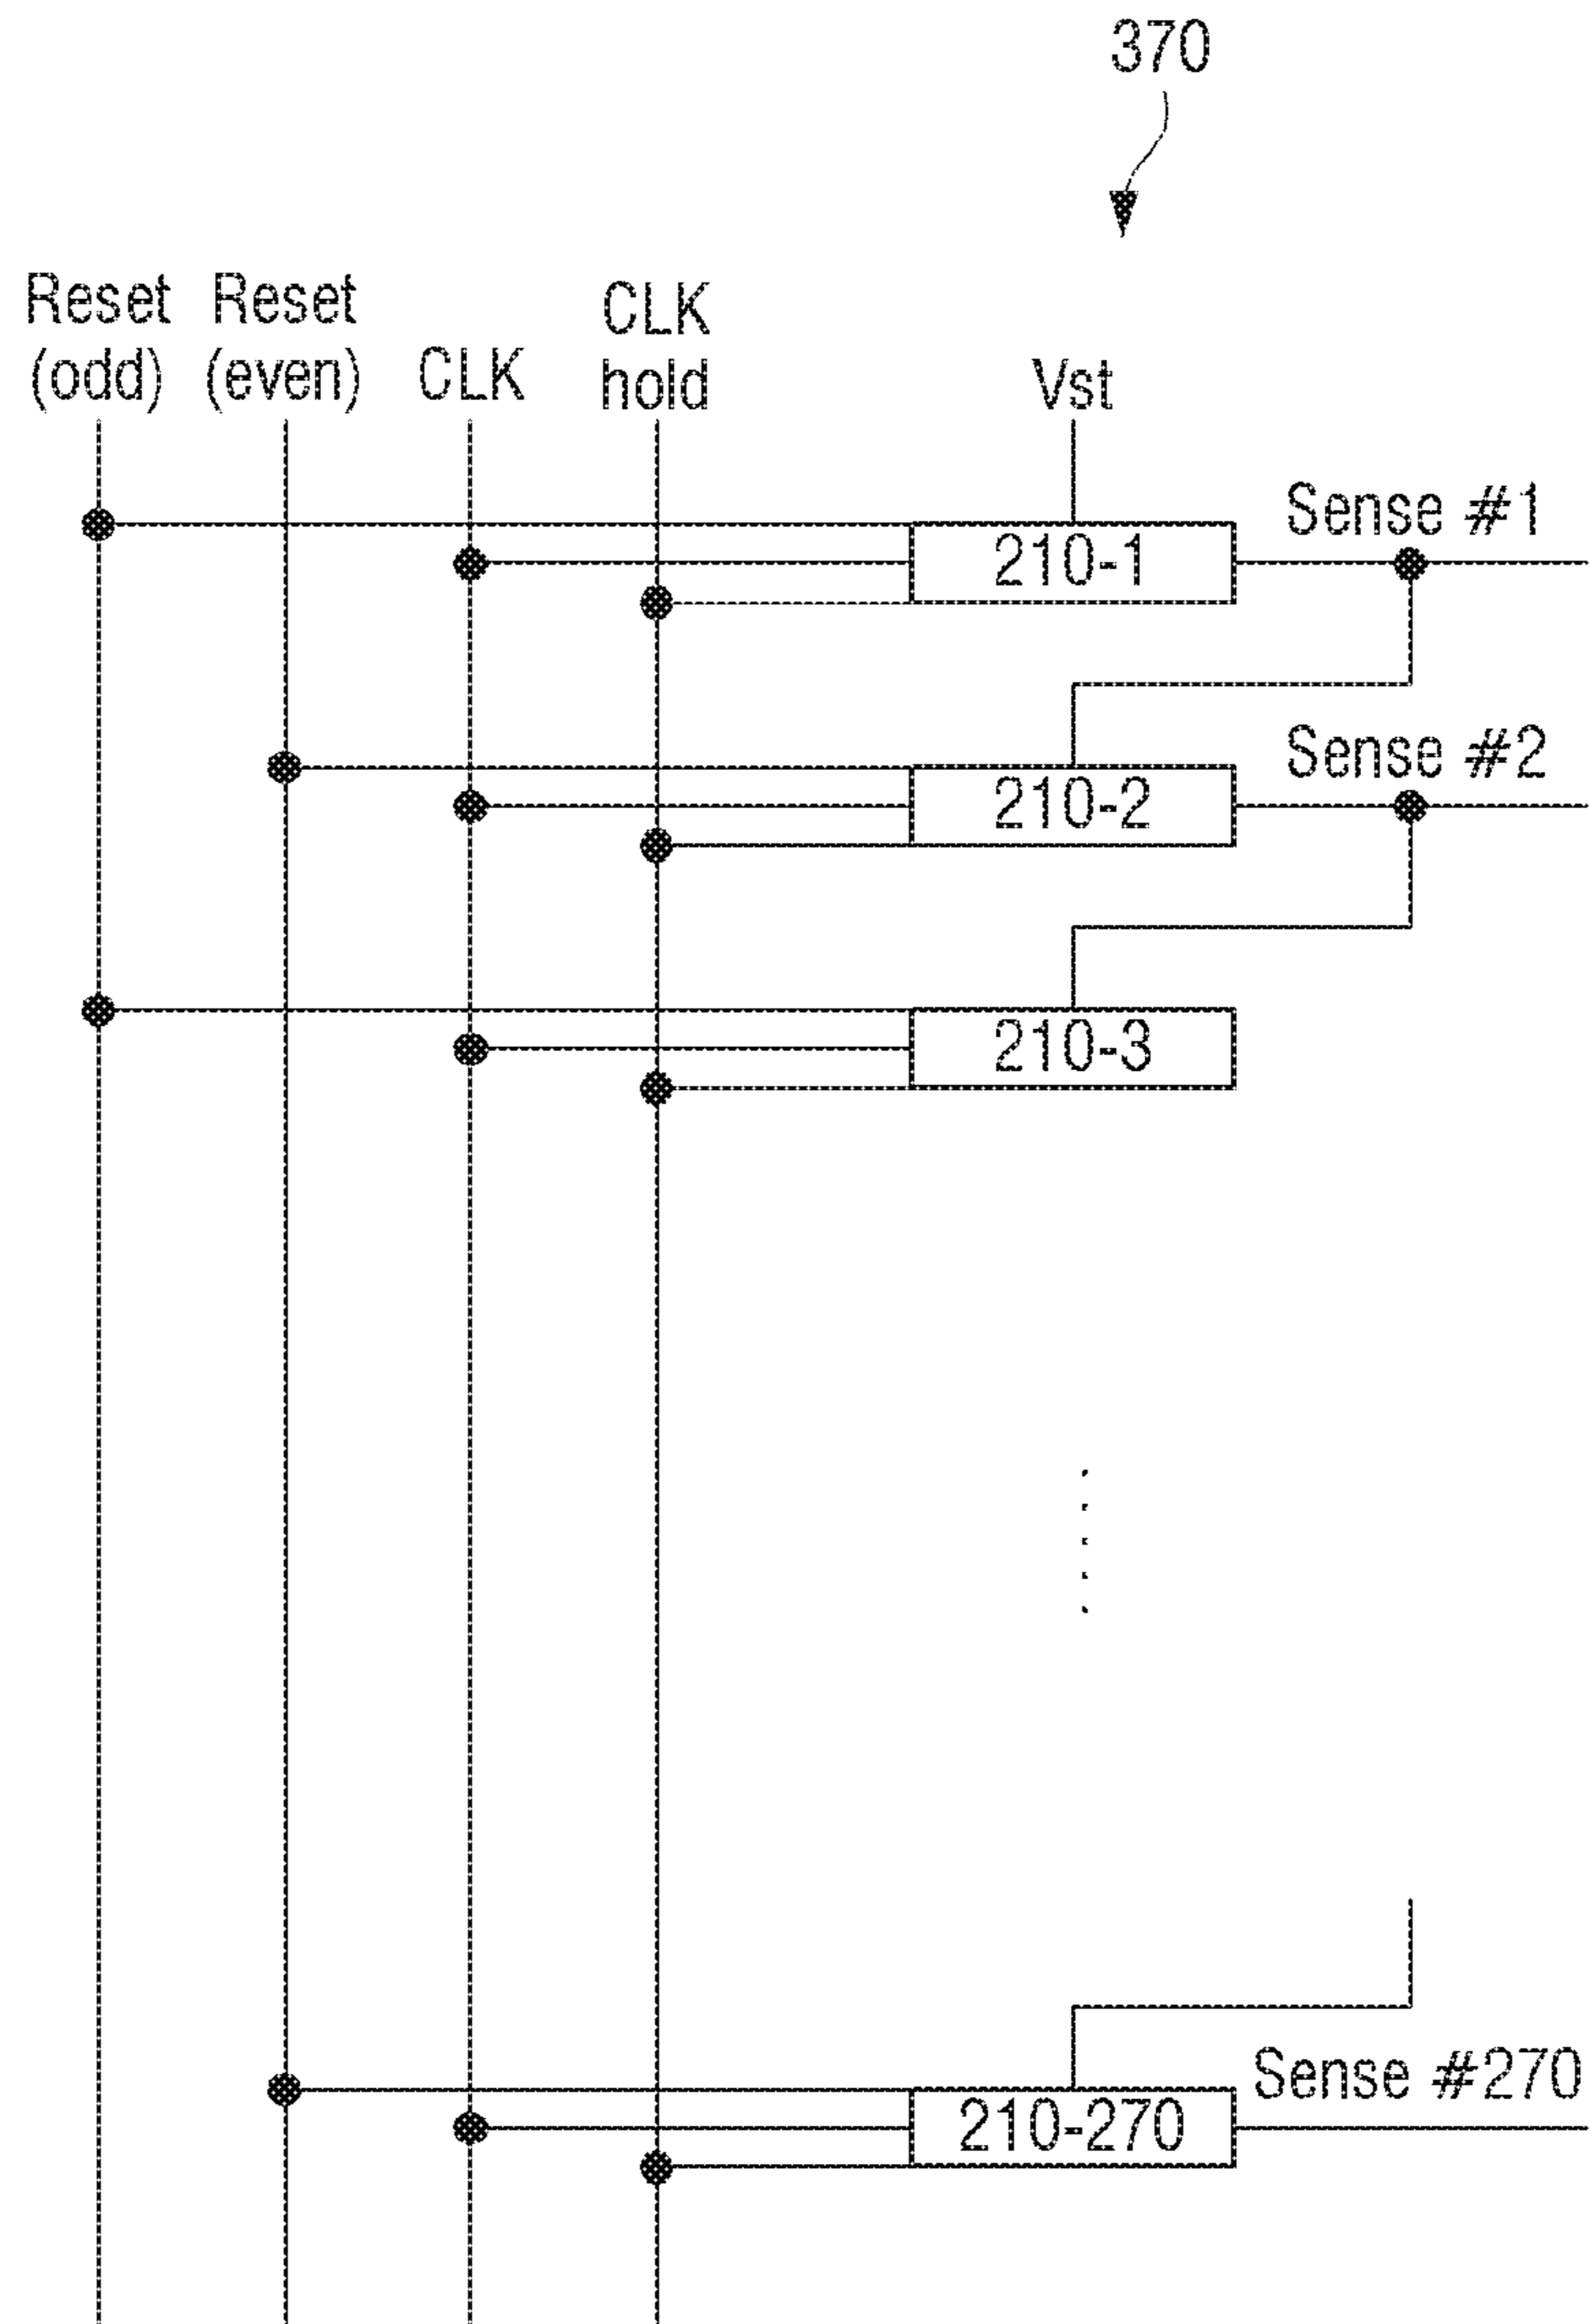 370
Reset (odd)
Reset (even)
CLK
CLK hold
Vst
Sense #1
210-1
Sense #2
210-2
210-3
Sense #270
210-270